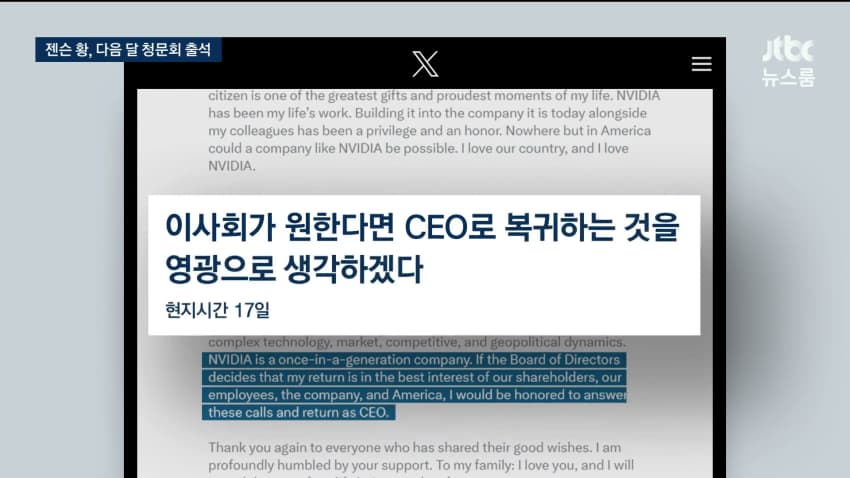 젠슨 황, 다음 달 청문회 출석
X
jtbc
뉴스룸
citizen is one of the greatest gifts and proudest moments of my life. NVIDIA
has been my life's work. Building it into the company it is today alongside
my colleagues has been a privilege and an honor. Nowhere but in America
could a company like NVIDIA be possible. I love our country, and I love
NVIDIA.
이사회가 원한다면 CEO로 복귀하는 것을
영광으로 생각하겠다
현지시간 17일
complex technology, market, competitive, and geopolitical dynamics.
NVIDIA is a once-in-a-generation company. If the Board of Directors
decides that my return is in the best interest of our shareholders, our
employees, the company, and America, I would be honored to answer
these calls and return as CEO.
Thank you again to everyone who has shared their good wishes. I am
profoundly humbled by your support. To my family: I love you, and I will